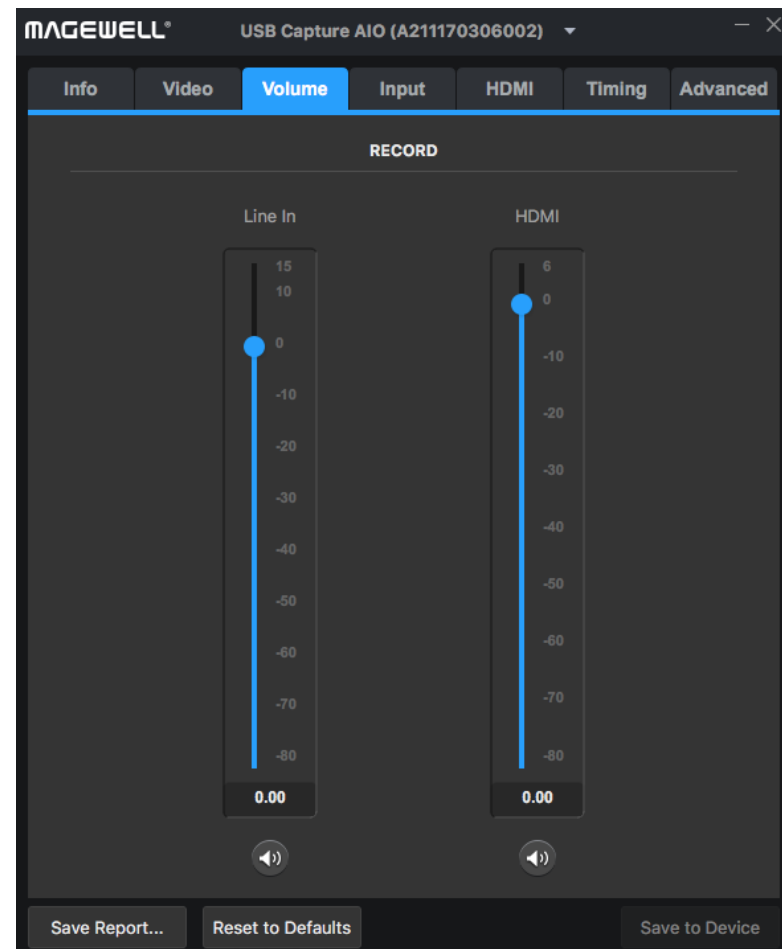 MAGEWELL® USB Capture AIO (A211170306002)
Info Video Volume Input HDMI Timing Advanced
RECORD
Line In HDMI
15 6
10 0
0 -10
-10 -20
-20 -30
-30 -40
-40 -50
-50 -60
-60 -70
-70 -80
-80
0.00 0.00
Save Report... Reset to Defaults Save to Device